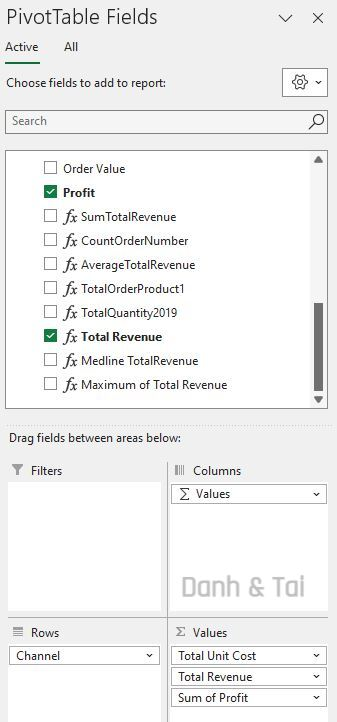 PivotTable Fields
Active All
Choose fields to add to report:
Search
Order Value
Profit
fx SumTotalRevenue
fx CountOrderNumber
fx AverageTotalRevenue
fx TotalOrderProduct1
fx TotalQuantity2019
fx Total Revenue
fx Medline TotalRevenue
fx Maximum of Total Revenue
Drag fields between areas below:
Filters
Columns
Σ Values
Danh & Tai
Rows
Channel
Σ Values
Total Unit Cost
Total Revenue
Sum of Profit